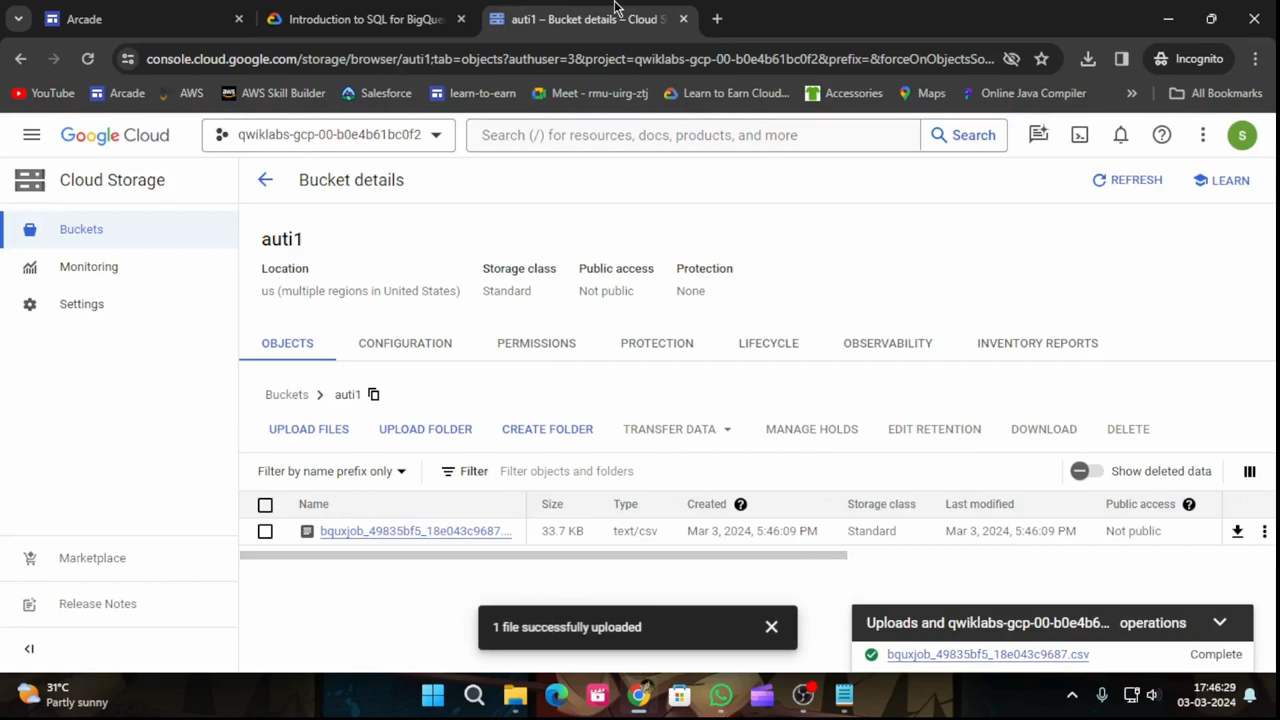 Arcade
Introduction to SQL for BigQue
auti1 – Bucket details – Cloud S
console.cloud.google.com/storage/browser/auti1;tab=objects?authuser=3&project=qwiklabs-gcp-00-b0e4b61bc0f2&prefix=&forceOnObjectsSo...
Incognito
YouTube
Arcade
AWS
AWS Skill Builder
Salesforce
learn-to-earn
Meet - rmu-uirg-ztj
Learn to Earn Cloud...
Accessories
Maps
Online Java Compiler
»
All Bookmarks
Google Cloud
qwiklabs-gcp-00-b0e4b61bc0f2
Search (/) for resources, docs, products, and more
Search
S
Cloud Storage
Bucket details
REFRESH
LEARN
Buckets
Monitoring
Settings
Marketplace
Release Notes
auti1
Location
Storage class
Public access
Protection
us (multiple regions in United States)
Standard
Not public
None
OBJECTS
CONFIGURATION
PERMISSIONS
PROTECTION
LIFECYCLE
OBSERVABILITY
INVENTORY REPORTS
Buckets > auti1
UPLOAD FILES
UPLOAD FOLDER
CREATE FOLDER
TRANSFER DATA
MANAGE HOLDS
EDIT RETENTION
DOWNLOAD
DELETE
Filter by name prefix only
Filter
Filter objects and folders
Show deleted data
Name
Size
Type
Created
Storage class
Last modified
Public access
bquxjob_49835bf5_18e043c9687....
33.7 KB
text/csv
Mar 3, 2024, 5:46:09 PM
Standard
Mar 3, 2024, 5:46:09 PM
Not public
1 file successfully uploaded
Uploads and qwiklabs-gcp-00-b0e4b6... operations
bquxjob_49835bf5_18e043c9687.csv
Complete
31°C
Partly sunny
17:46:29
03-03-2024